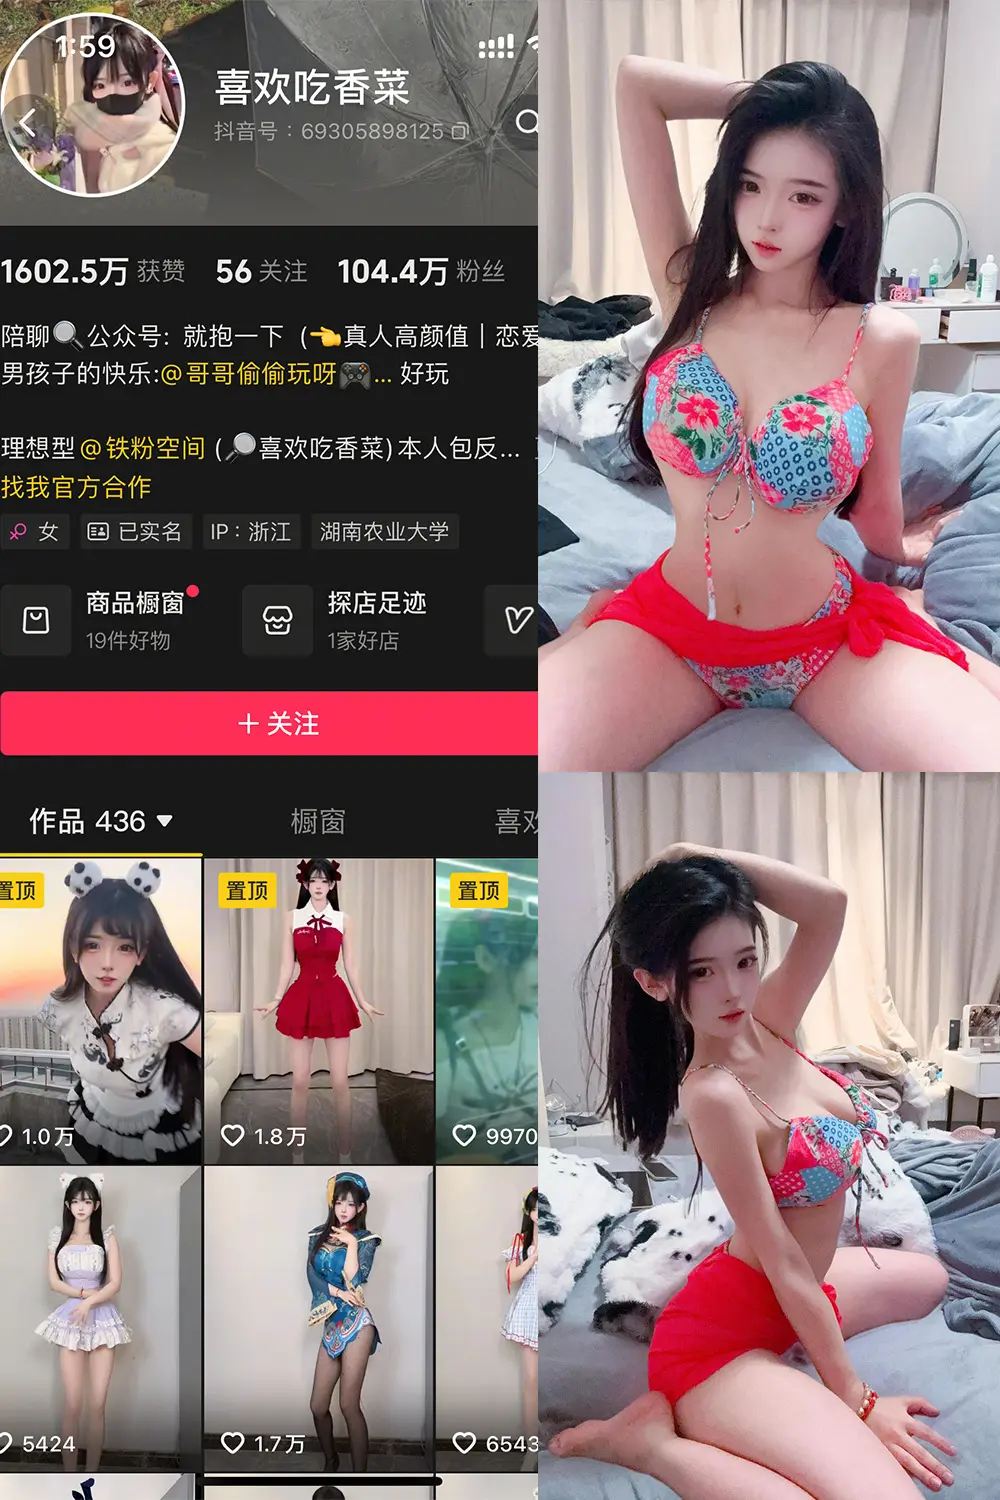 1:59
喜欢吃香菜
抖音号：69305898125
1602.5万 获赞 56 关注 104.4万 粉丝
陪聊🔍公众号：就抱一下（👉真人高颜值｜恋爱
男孩子的快乐:@哥哥偷偷玩呀🎮... 好玩
理想型@铁粉空间 (🔎喜欢吃香菜)本人包反...
找我官方合作
女 已实名 IP：浙江 湖南农业大学
商品橱窗 探店足迹
19件好物 1家好店
＋关注
作品 436 橱窗 喜欢
置顶 置顶 置顶
1.0万 1.8万 9970
5424 1.7万 6543